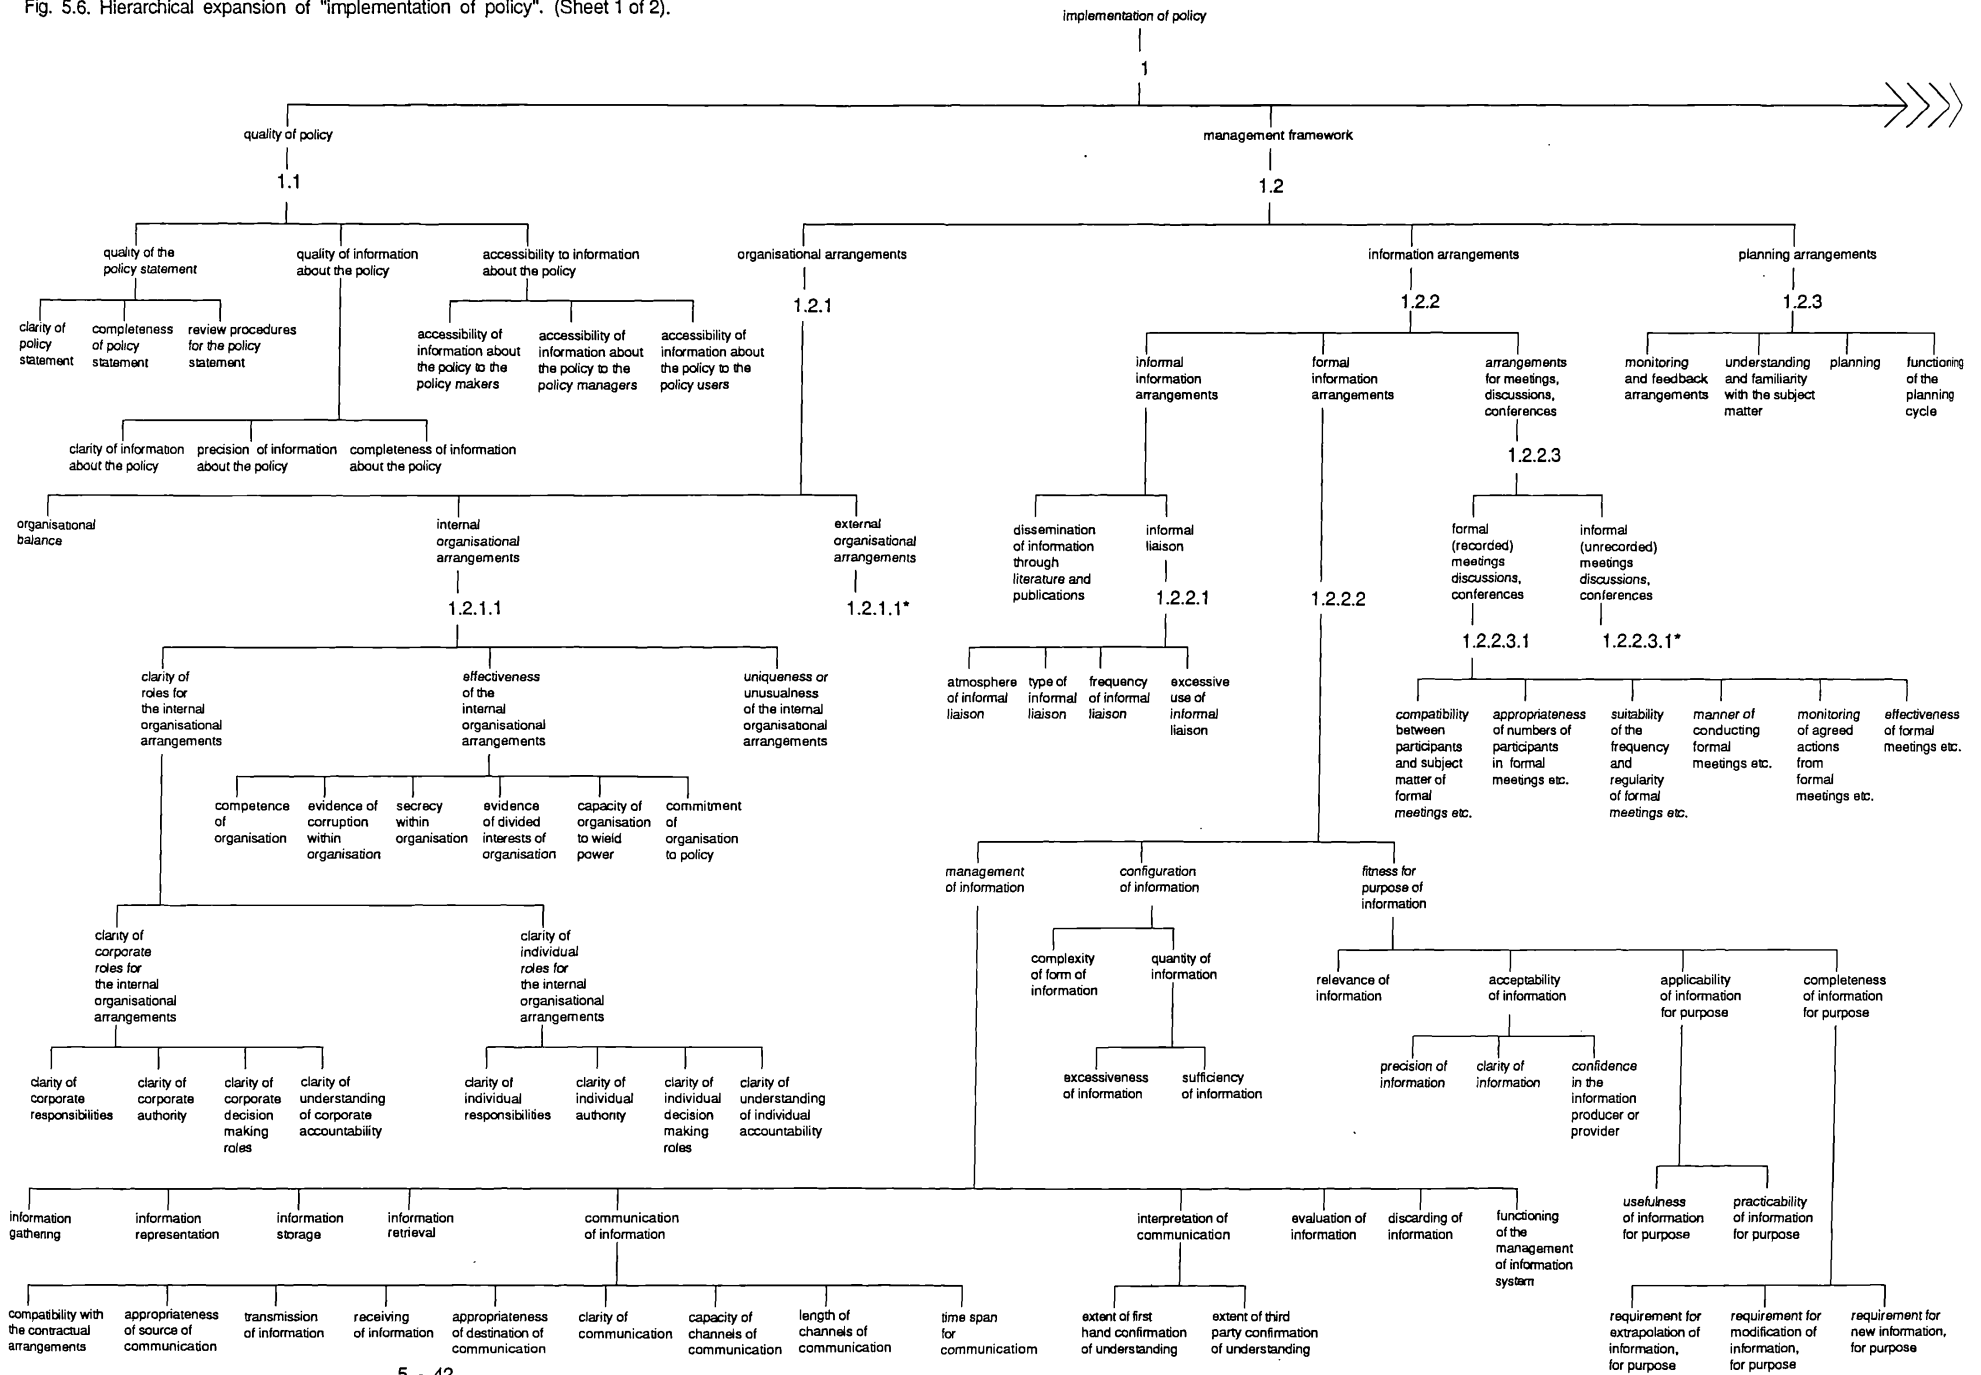 Fig. 5.6. Hierarchical expansion of "implementation of policy". (Sheet 1 of 2).
implementation of policy
1
quality of policy
management framework
1.1
1.2
quality of the
policy statement
quality of information
about the policy
accessibility to information
about the policy
organisational arrangements
information arrangements
planning arrangements
1.2.1
1.2.2
1.2.3
clarity of
policy
statement
completeness
of policy
statement
review procedures
for the policy
statement
accessibility of
information about
the policy to the
policy makers
accessibility of
information about
the policy to the
policy managers
accessibility of
information about
the policy to the
policy users
informal
information
arrangements
formal
information
arrangements
arrangements
for meetings,
discussions,
conferences
monitoring
and feedback
arrangements
understanding
and familiarity
with the subject
matter
planning
functioning
of the
planning
cycle
clarity of information
about the policy
precision of information
about the policy
completeness of information
about the policy
1.2.2.3
organisational
balance
internal
organisational
arrangements
external
organisational
arrangements
dissemination
of information
through
literature and
publications
informal
liaison
formal
(recorded)
meetings
discussions,
conferences
informal
(unrecorded)
meetings
discussions,
conferences
1.2.1.1
1.2.1.1*
1.2.2.1
1.2.2.2
1.2.2.3.1
1.2.2.3.1*
clarity of
roles for
the internal
organisational
arrangements
effectiveness
of the
internal
organisational
arrangements
uniqueness or
unusualness
of the internal
organisational
arrangements
atmosphere
of informal
liaison
type of
informal
liaison
frequency
of informal
liaison
excessive
use of
informal
liaison
compatibility
between
participants
and subject
matter of
formal
meetings etc.
appropriateness
of numbers of
participants
in formal
meetings etc.
suitability
of the
frequency
and
regularity
of formal
meetings etc.
manner of
conducting
formal
meetings etc.
monitoring
of agreed
actions
from
formal
meetings etc.
effectiveness
of formal
meetings etc.
competence
of
organisation
evidence of
corruption
within
organisation
secrecy
within
organisation
evidence
of divided
interests of
organisation
capacity of
organisation
to wield
power
commitment
of
organisation
to policy
management
of information
configuration
of information
fitness for
purpose of
information
clarity of
corporate
roles for
the internal
organisational
arrangements
clarity of
individual
roles for
the internal
organisational
arrangements
complexity
of form of
information
quantity of
information
relevance of
information
acceptability
of information
applicability
of information
for purpose
completeness
of information
for purpose
clarity of
corporate
responsibilities
clarity of
corporate
authority
clarity of
corporate
decision
making
roles
clarity of
understanding
of corporate
accountability
clarity of
individual
responsibilities
clarity of
individual
authority
clarity of
individual
decision
making
roles
clarity of
understanding
of individual
accountability
excessiveness
of information
sufficiency
of information
precision of
information
clarity of
information
confidence
in the
information
producer or
provider
usefulness
of information
for purpose
practicability
of information
for purpose
information
gathering
information
representation
information
storage
information
retrieval
communication
of information
interpretation of
communication
evaluation of
information
discarding of
information
functioning
of the
management
of information
system
compatibility with
the contractual
arrangements
appropriateness
of source of
communication
transmission
of information
receiving
of information
appropriateness
of destination of
communication
clarity of
communication
capacity of
channels of
communication
length of
channels of
communication
time span
for
communication
extent of first
hand confirmation
of understanding
extent of third
party confirmation
of understanding
requirement for
extrapolation of
information,
for purpose
requirement for
modification of
information,
for purpose
requirement for
new information,
for purpose
5 - 42